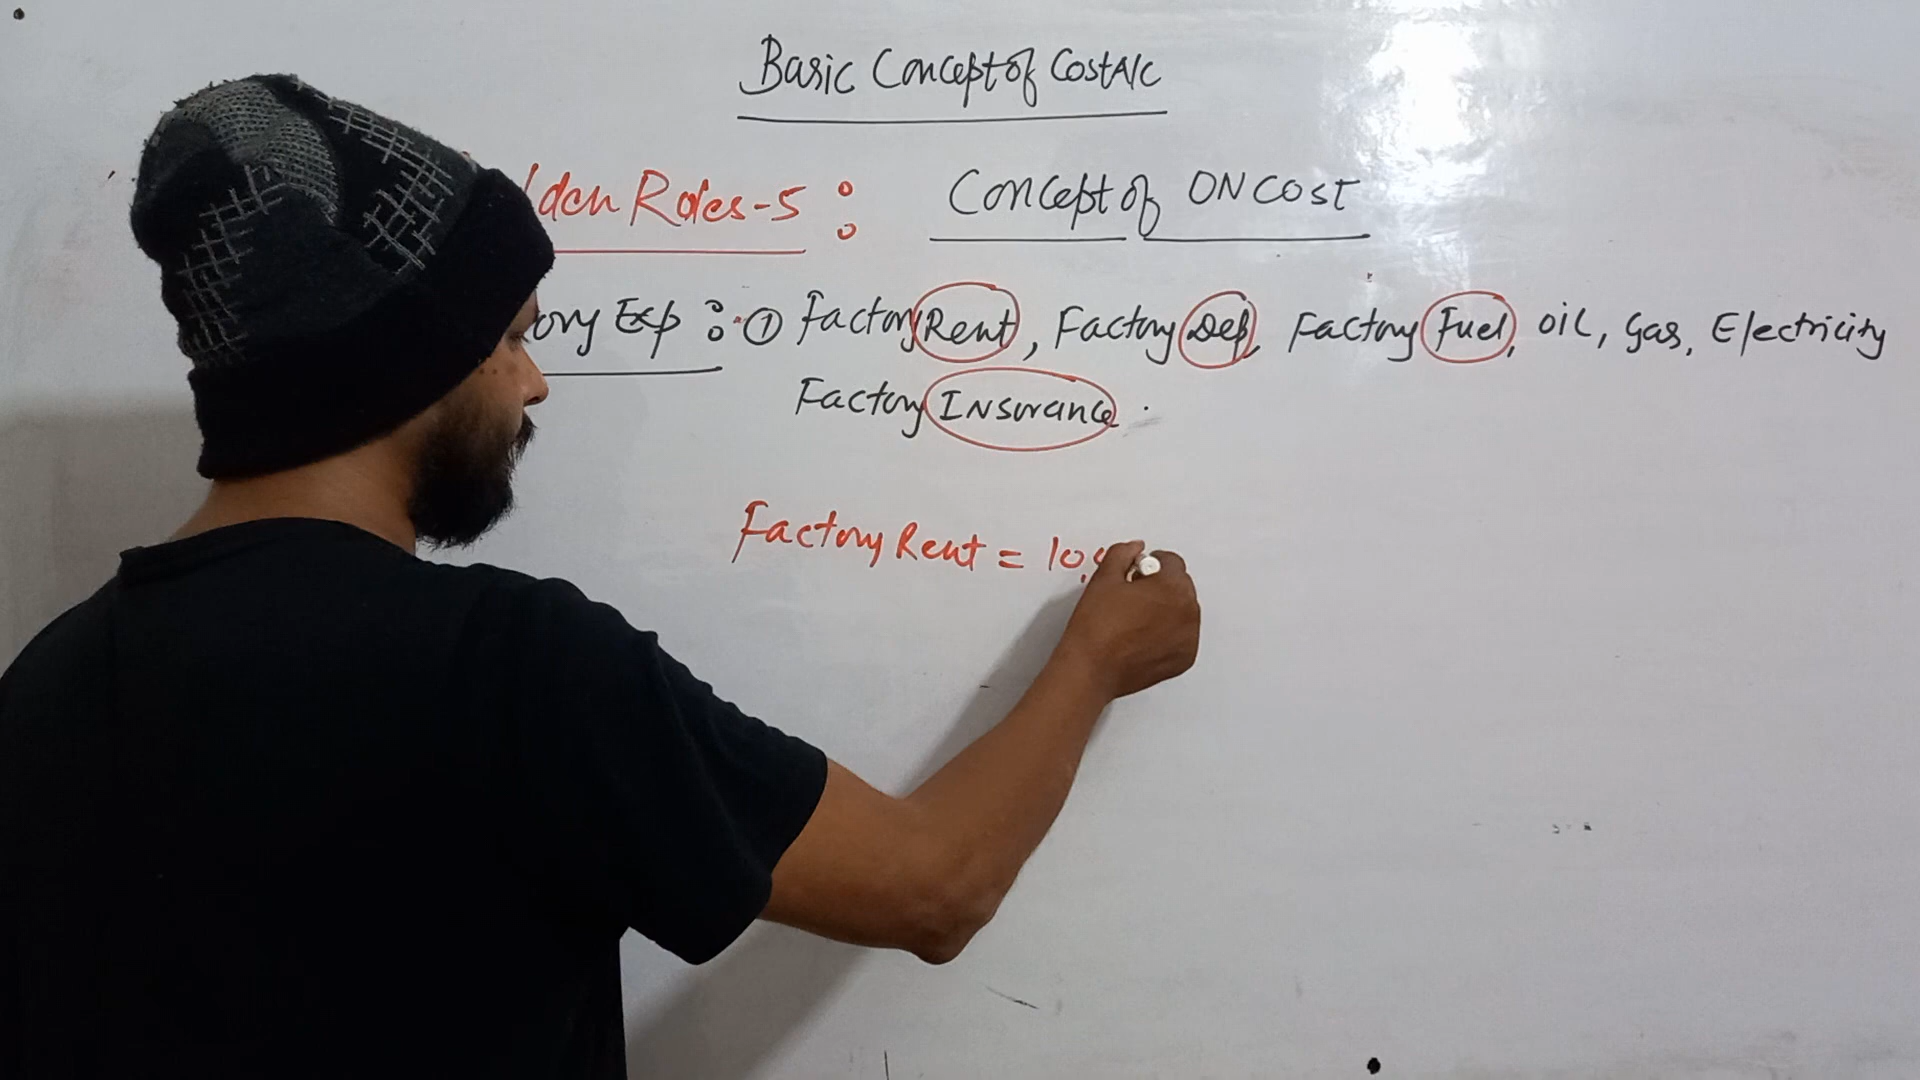 Basic Concept of Cost A/c
lden Roles-5 : Concept of ON COST
ory Exp : ① Factory Rent, Factory Dep, Factory Fuel, Oil, Gas, Electricity
Factory INSurance.
Factory Rent = 10,